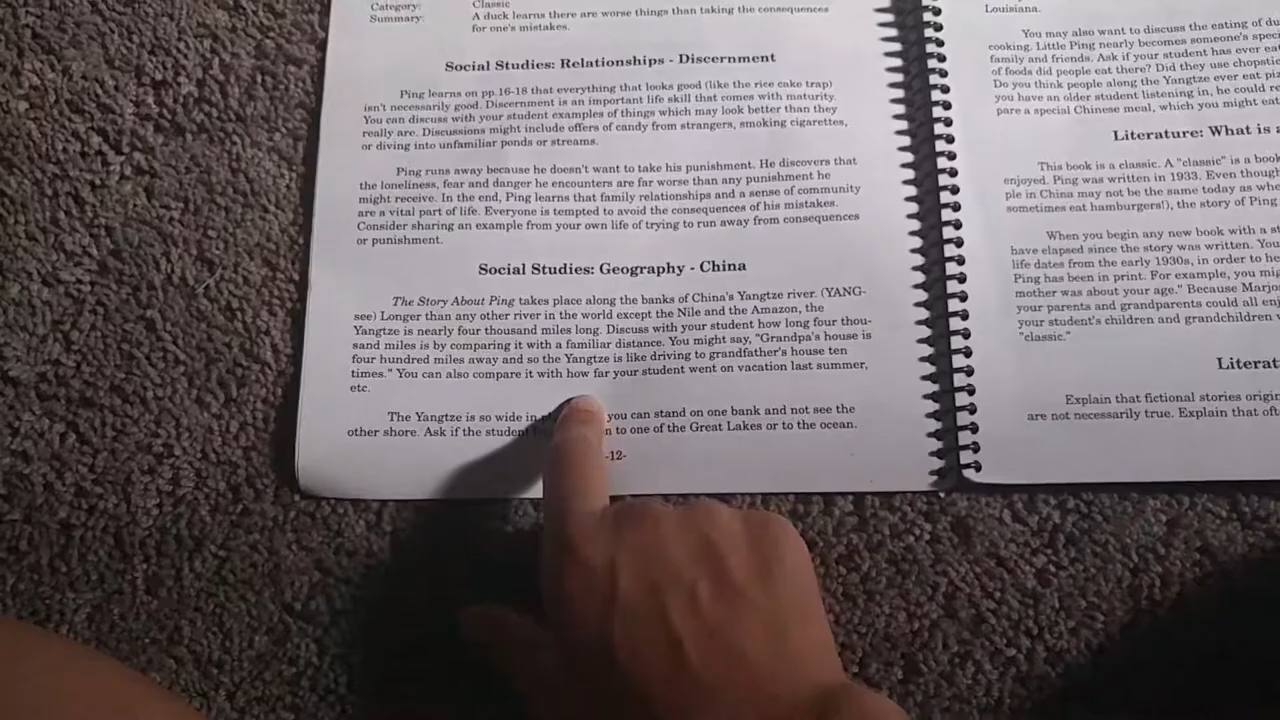 Category: Classic
Summary: A duck learns there are worse things than taking the consequences
for one's mistakes.
Social Studies: Relationships - Discernment
Ping learns on pp.16-18 that everything that looks good (like the rice cake trap)
isn't necessarily good. Discernment is an important life skill that comes with maturity.
You can discuss with your student examples of things which may look better than they
really are. Discussions might include offers of candy from strangers, smoking cigarettes,
or diving into unfamiliar ponds or streams.
Ping runs away because he doesn't want to take his punishment. He discovers that
the loneliness, fear and danger he encounters are far worse than any punishment he
might receive. In the end, Ping learns that family relationships and a sense of community
are a vital part of life. Everyone is tempted to avoid the consequences of his mistakes.
Consider sharing an example from your own life of trying to run away from consequences
or punishment.
Social Studies: Geography - China
The Story About Ping takes place along the banks of China's Yangtze river. (YANG-
see) Longer than any other river in the world except the Nile and the Amazon, the
Yangtze is nearly four thousand miles long. Discuss with your student how long four thou-
sand miles is by comparing it with a familiar distance. You might say, "Grandpa's house is
four hundred miles away and so the Yangtze is like driving to grandfather's house ten
times." You can also compare it with how far your student went on vacation last summer,
etc.
The Yangtze is so wide in you can stand on one bank and not see the
other shore. Ask if the student to one of the Great Lakes or to the ocean.
-12-
Louisiana.
You may also want to discuss the eating of
cooking. Little Ping nearly becomes someone's
family and friends. Ask if your student has ever
of foods did people eat there? Did they use
Do you think people along the Yangtze ever eat
you have an older student listening in, he could
pare a special Chinese meal, which you might
Literature: What is
This book is a classic. A "classic" is a book
enjoyed. Ping was written in 1933. Even though
ple in China may not be the same today as
sometimes eat hamburgers!), the story of Ping
When you begin any new book with a
have elapsed since the story was written. You
life dates from the early 1930s, in order to
Ping has been in print. For example, you
mother was about your age." Because
your parents and grandparents could all
your student's children and grandchildren
"classic."
Explain that fictional stories
are not necessarily true. Explain that